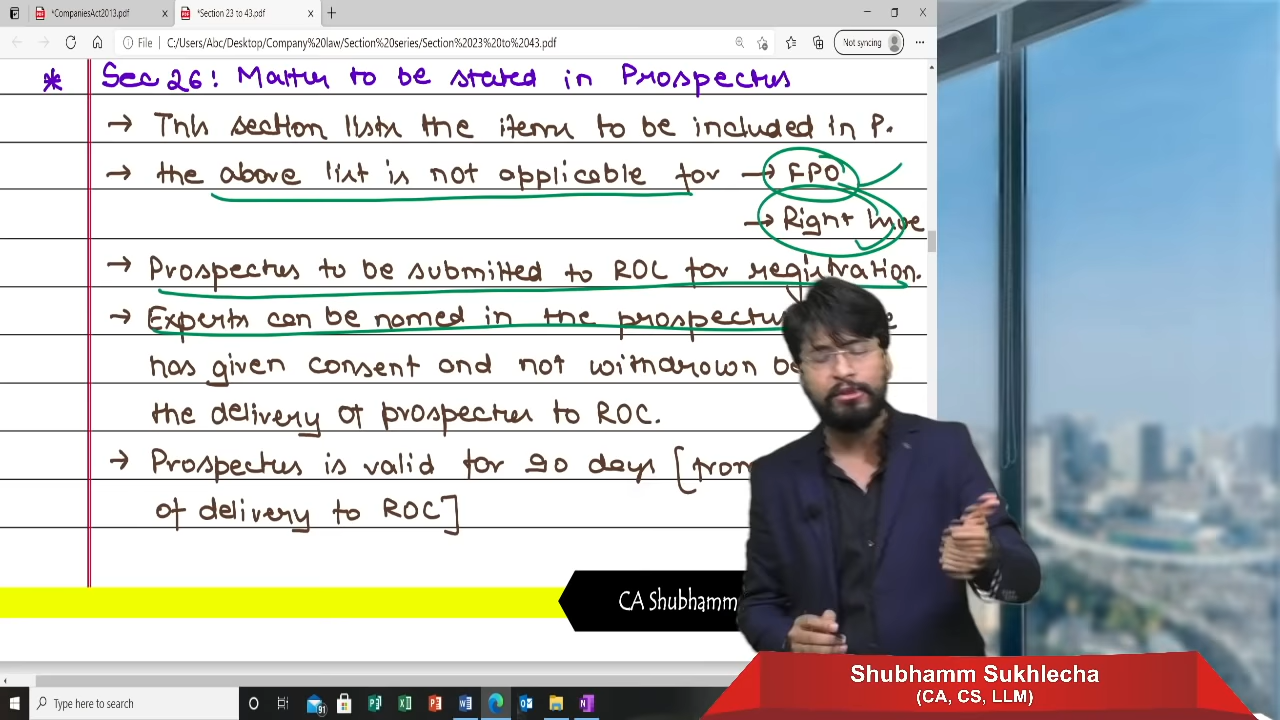 *CompaniesAct2013.pdf
*Section 23 to 43.pdf
File
C:/Users/Abc/Desktop/Company%20law/Section%20series/Section%2023%20to%2043.pdf
Not syncing
* Sec 26: Matter to be stated in Prospectus
→ This section lists the items to be included in P.
→ the above list is not applicable for → FPO
→ Right Issue
→ Prospectus to be submitted to ROC for registration.
→ Experts can be named in the prospectus
has given consent and not withdrawn
the delivery of prospectus to ROC.
→ Prospectus is valid for 90 days [from
of delivery to ROC]
CA Shubhamm
Shubhamm Sukhlecha
(CA, CS, LLM)
Type here to search
91